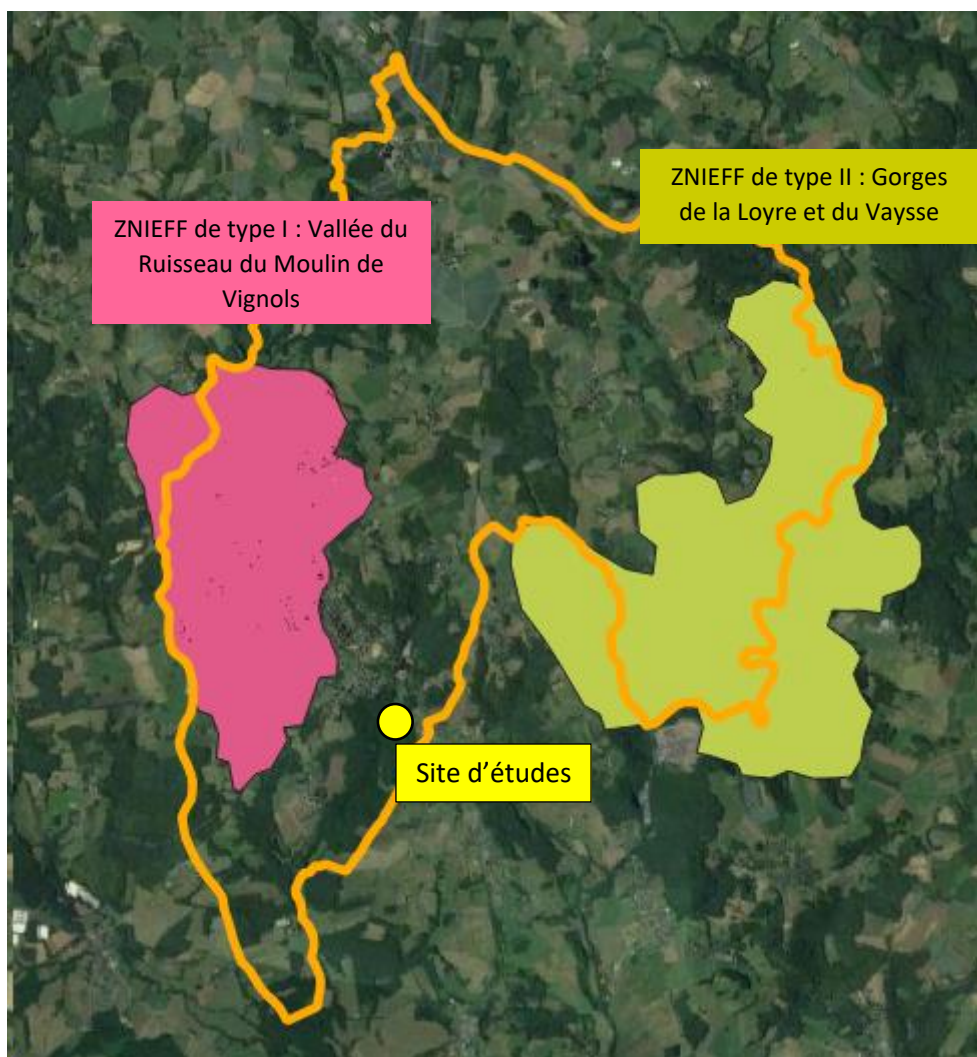 ZNIEFF de type I : Vallée du
Ruisseau du Moulin de
Vignols
ZNIEFF de type II : Gorges
de la Loyre et du Vaysse
Site d’études